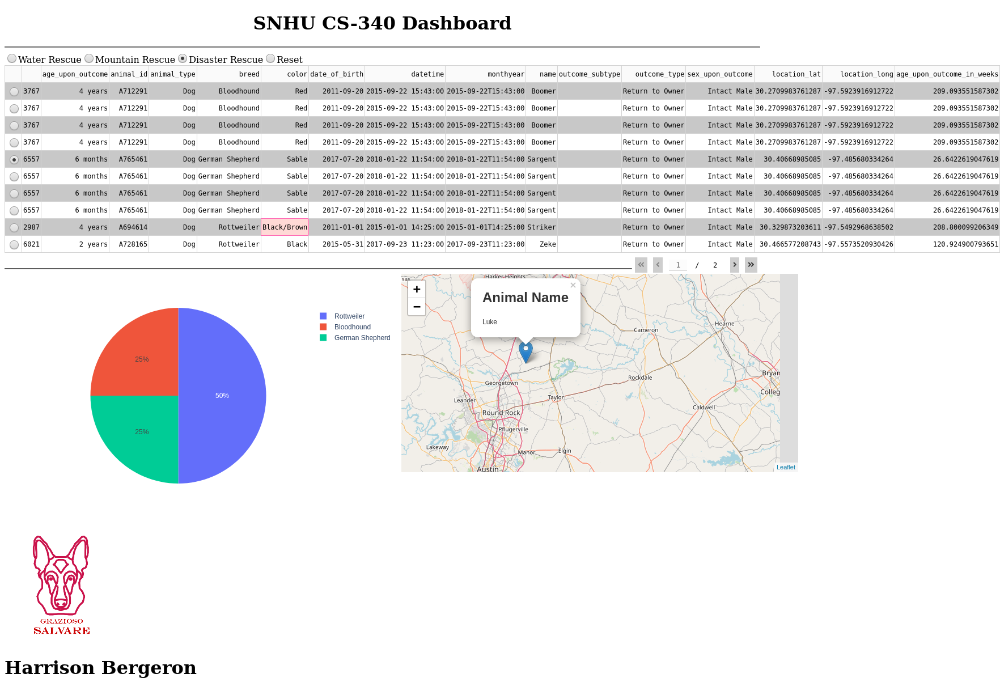 SNHU CS-340 Dashboard
Water Rescue Mountain Rescue Disaster Rescue Reset
age_upon_outcome animal_id animal_type breed color date_of_birth datetime monthyear name outcome_subtype outcome_type sex_upon_outcome location_lat location_long age_upon_outcome_in_weeks
3767 4 years A712291 Dog Bloodhound Red 2011-09-20 2015-09-22 15:43:00 2015-09-22T15:43:00 Boomer Return to Owner Intact Male 30.2709983761287 -97.5923916912722 209.093551587302
3767 4 years A712291 Dog Bloodhound Red 2011-09-20 2015-09-22 15:43:00 2015-09-22T15:43:00 Boomer Return to Owner Intact Male 30.2709983761287 -97.5923916912722 209.093551587302
3767 4 years A712291 Dog Bloodhound Red 2011-09-20 2015-09-22 15:43:00 2015-09-22T15:43:00 Boomer Return to Owner Intact Male 30.2709983761287 -97.5923916912722 209.093551587302
3767 4 years A712291 Dog Bloodhound Red 2011-09-20 2015-09-22 15:43:00 2015-09-22T15:43:00 Boomer Return to Owner Intact Male 30.2709983761287 -97.5923916912722 209.093551587302
6557 6 months A765461 Dog German Shepherd Sable 2017-07-20 2018-01-22 11:54:00 2018-01-22T11:54:00 Sargent Return to Owner Intact Male 30.40668985085 -97.485680334264 26.6422619047619
6557 6 months A765461 Dog German Shepherd Sable 2017-07-20 2018-01-22 11:54:00 2018-01-22T11:54:00 Sargent Return to Owner Intact Male 30.40668985085 -97.485680334264 26.6422619047619
6557 6 months A765461 Dog German Shepherd Sable 2017-07-20 2018-01-22 11:54:00 2018-01-22T11:54:00 Sargent Return to Owner Intact Male 30.40668985085 -97.485680334264 26.6422619047619
6557 6 months A765461 Dog German Shepherd Sable 2017-07-20 2018-01-22 11:54:00 2018-01-22T11:54:00 Sargent Return to Owner Intact Male 30.40668985085 -97.485680334264 26.6422619047619
2987 4 years A694614 Dog Rottweiler Black/Brown 2011-01-01 2015-01-01 14:25:00 2015-01-01T14:25:00 Striker Return to Owner Intact Male 30.329873203611 -97.5492968638502 208.800099206349
6021 2 years A728165 Dog Rottweiler Black 2015-05-31 2017-09-23 11:23:00 2017-09-23T11:23:00 Zeke Return to Owner Intact Male 30.466577208743 -97.5573520930426 120.924900793651
1 / 2
Rottweiler
Bloodhound
German Shepherd
25%
50%
25%
sas
Harker Heights
+
−
Animal Name
×
Luke
Hearne
Cameron
Bryan
Rockdale
Georgetown
Colleg
Taylor
Leander
Caldwell
Round Rock
Pflugerville
Lakeway
Manor
Elgin
Austin
Leaflet
GRAZIOSO
SALVARE
Harrison Bergeron